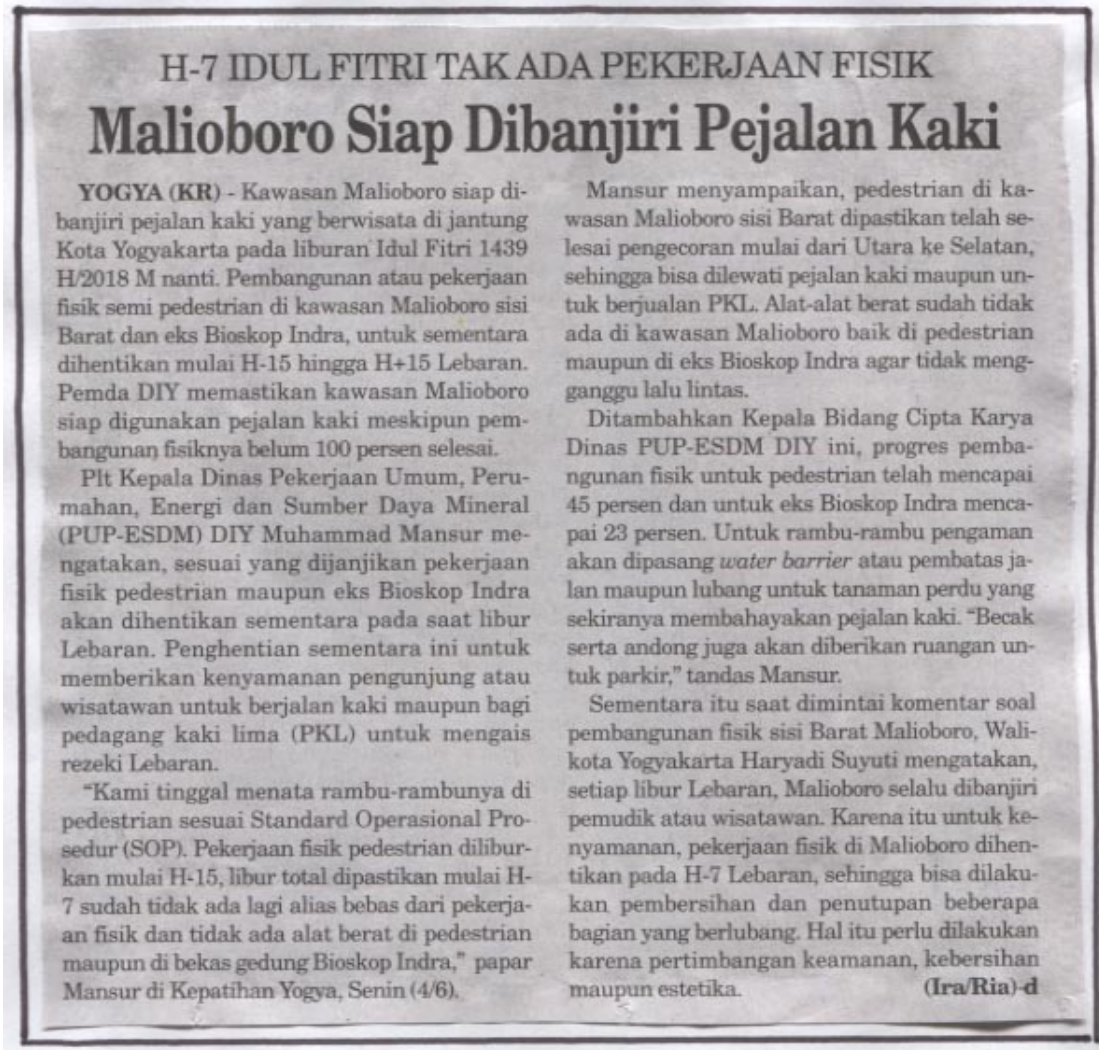 H-7 IDUL FITRI TAK ADA PEKERJAAN FISIK
Malioboro Siap Dibanjiri Pejalan Kaki
YOGYA (KR) - Kawasan Malioboro siap di-
banjiri pejalan kaki yang berwisata di jantung
Kota Yogyakarta pada liburan Idul Fitri 1439
H/2018 M nanti. Pembangunan atau pekerjaan
fisik semi pedestrian di kawasan Malioboro sisi
Barat dan eks Bioskop Indra, untuk sementara
dihentikan mulai H-15 hingga H+15 Lebaran.
Pemda DIY memastikan kawasan Malioboro
siap digunakan pejalan kaki meskipun pem-
bangunan fisiknya belum 100 persen selesai.
Plt Kepala Dinas Pekerjaan Umum, Peru-
mahan, Energi dan Sumber Daya Mineral
(PUP-ESDM) DIY Muhammad Mansur me-
ngatakan, sesuai yang dijanjikan pekerjaan
fisik pedestrian maupun eks Bioskop Indra
akan dihentikan sementara pada saat libur
Lebaran. Penghentian sementara ini untuk
memberikan kenyamanan pengunjung atau
wisatawan untuk berjalan kaki maupun bagi
pedagang kaki lima (PKL) untuk mengais
rezeki Lebaran.
"Kami tinggal menata rambu-rambunya di
pedestrian sesuai Standard Operasional Pro-
sedur (SOP). Pekerjaan fisik pedestrian dilibur-
kan mulai H-15, libur total dipastikan mulai H-
7 sudah tidak ada lagi alias bebas dari pekerja-
an fisik dan tidak ada alat berat di pedestrian
maupun di bekas gedung Bioskop Indra," papar
Mansur di Kepatihan Yogya, Senin (4/6).
Mansur menyampaikan, pedestrian di ka-
wasan Malioboro sisi Barat dipastikan telah se-
lesai pengecoran mulai dari Utara ke Selatan,
sehingga bisa dilewati pejalan kaki maupun un-
tuk berjualan PKL. Alat-alat berat sudah tidak
ada di kawasan Malioboro baik di pedestrian
maupun di eks Bioskop Indra agar tidak meng-
ganggu lalu lintas.
Ditambahkan Kepala Bidang Cipta Karya
Dinas PUP-ESDM DIY ini, progres pemba-
ngunan fisik untuk pedestrian telah mencapai
45 persen dan untuk eks Bioskop Indra menca-
pai 23 persen. Untuk rambu-rambu pengaman
akan dipasang water barrier atau pembatas ja-
lan maupun lubang untuk tanaman perdu yang
sekiranya membahayakan pejalan kaki. "Becak
serta andong juga akan diberikan ruangan un-
tuk parkir," tandas Mansur.
Sementara itu saat dimintai komentar soal
pembangunan fisik sisi Barat Malioboro, Wali-
kota Yogyakarta Haryadi Suyuti mengatakan,
setiap libur Lebaran, Malioboro selalu dibanjiri
pemudik atau wisatawan. Karena itu untuk ke-
nyamanan, pekerjaan fisik di Malioboro dihen-
tikan pada H-7 Lebaran, sehingga bisa dilaku-
kan pembersihan dan penutupan beberapa
bagian yang berlubang. Hal itu perlu dilakukan
karena pertimbangan keamanan, kebersihan
maupun estetika. (Ira/Ria)-d